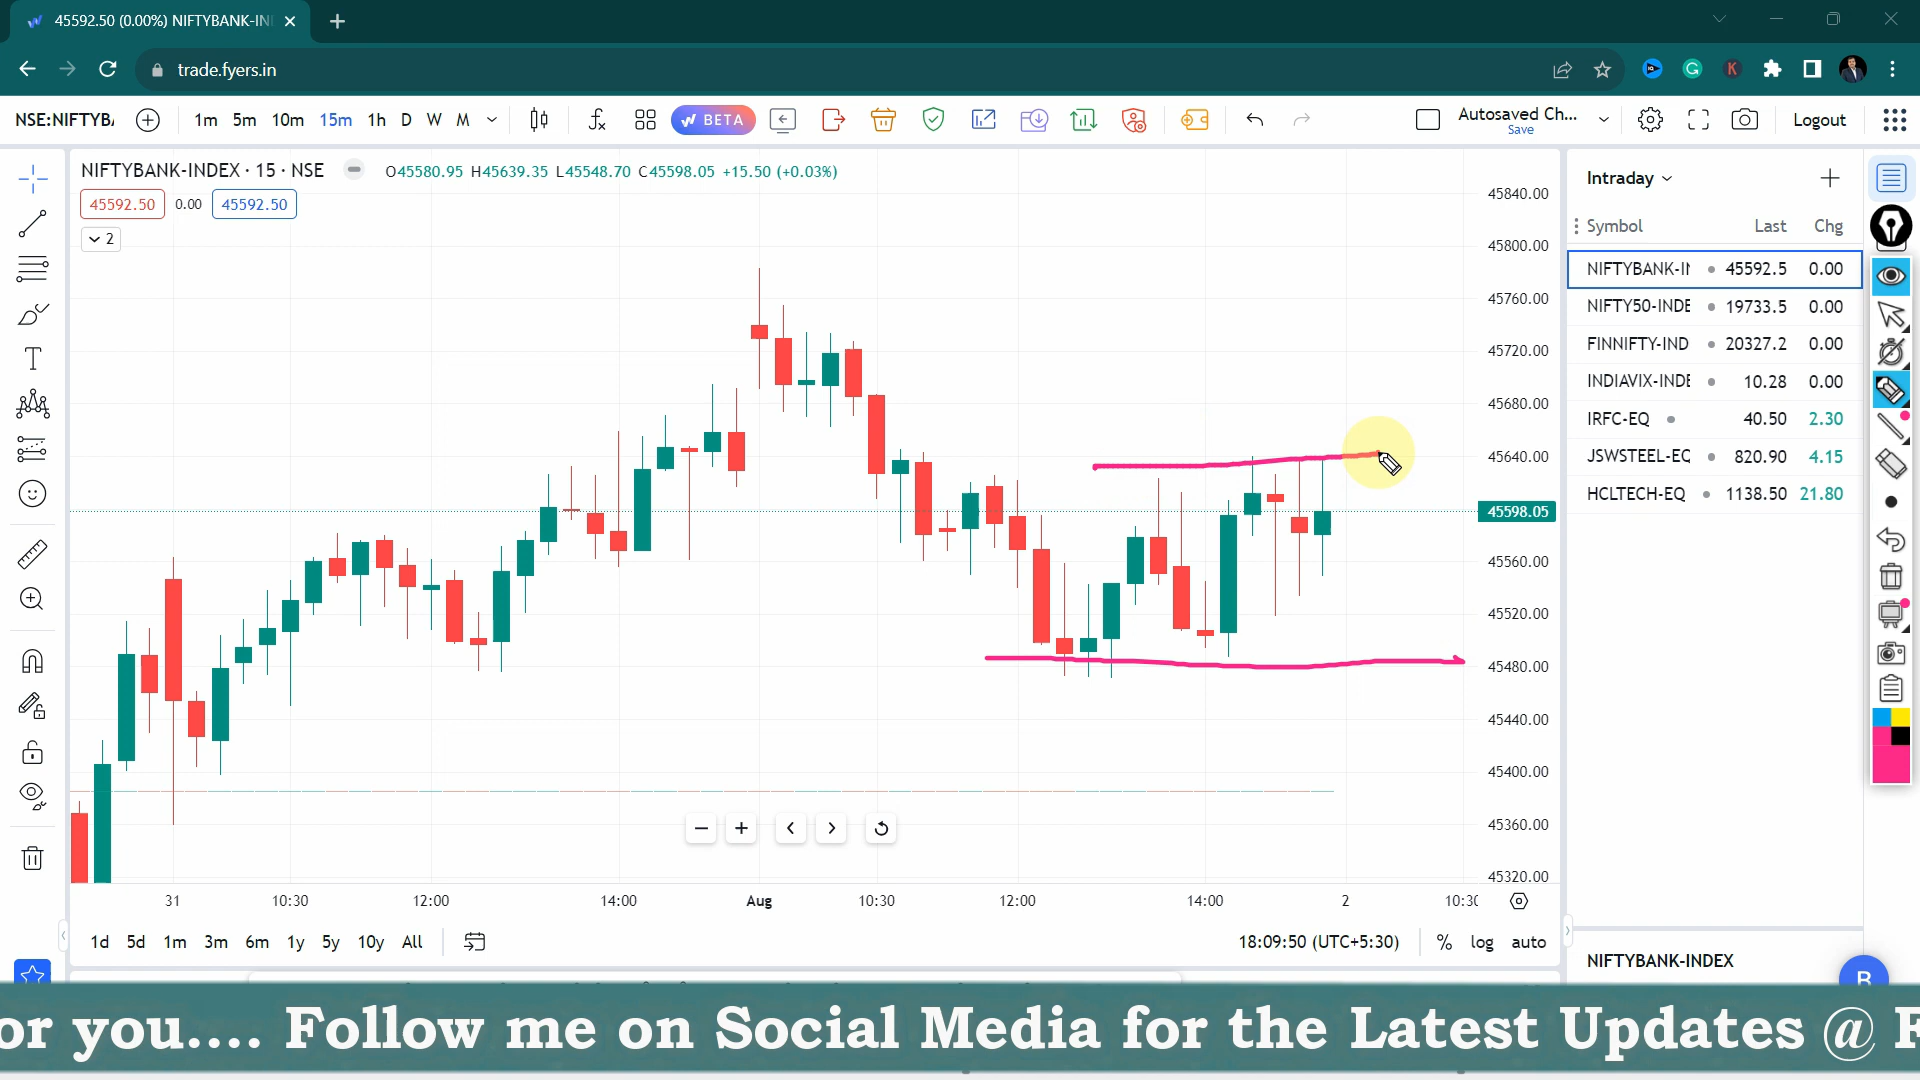 45592.50 (0.00%) NIFTYBANK-IN
trade.fyers.in
NSE:NIFTYB
1m 5m 10m 15m 1h D W M
BETA
Autosaved Ch...
Save
Logout
NIFTYBANK-INDEX · 15 · NSE
O45580.95 H45639.35 L45548.70 C45598.05 +15.50 (+0.03%)
45592.50 0.00 45592.50
2
45840.00
45800.00
45760.00
45720.00
45680.00
45640.00
45598.05
45560.00
45520.00
45480.00
45440.00
45400.00
45360.00
45320.00
31 10:30 12:00 14:00 Aug 10:30 12:00 14:00 2 10:30
1d 5d 1m 3m 6m 1y 5y 10y All
18:09:50 (UTC+5:30) % log auto
Intraday
Symbol Last Chg
NIFTYBANK-IN 45592.5 0.00
NIFTY50-INDE 19733.5 0.00
FINNIFTY-IND 20327.2 0.00
INDIAVIX-INDE 10.28 0.00
IRFC-EQ 40.50 2.30
JSWSTEEL-EQ 820.90 4.15
HCLTECH-EQ 1138.50 21.80
NIFTYBANK-INDEX
or you.... Follow me on Social Media for the Latest Updates @ F